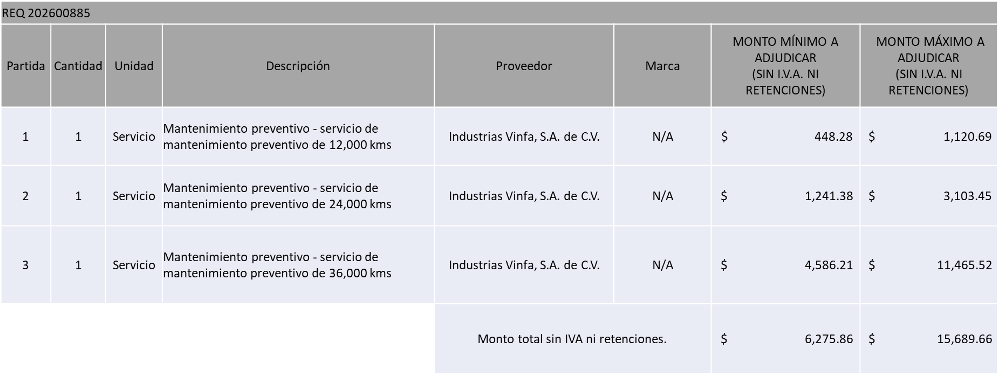 REQ 202600885
Partida
Cantidad
Unidad
Descripción
Proveedor
Marca
MONTO MÍNIMO A
ADJUDICAR
(SIN I.V.A. NI
RETENCIONES)
MONTO MÁXIMO A
ADJUDICAR
(SIN I.V.A. NI
RETENCIONES)
1
1
Servicio
Mantenimiento preventivo - servicio de
mantenimiento preventivo de 12,000 kms
Industrias Vinfa, S.A. de C.V.
N/A
$ 448.28
$ 1,120.69
2
1
Servicio
Mantenimiento preventivo - servicio de
mantenimiento preventivo de 24,000 kms
Industrias Vinfa, S.A. de C.V.
N/A
$ 1,241.38
$ 3,103.45
3
1
Servicio
Mantenimiento preventivo - servicio de
mantenimiento preventivo de 36,000 kms
Industrias Vinfa, S.A. de C.V.
N/A
$ 4,586.21
$ 11,465.52
Monto total sin IVA ni retenciones.
$ 6,275.86
$ 15,689.66